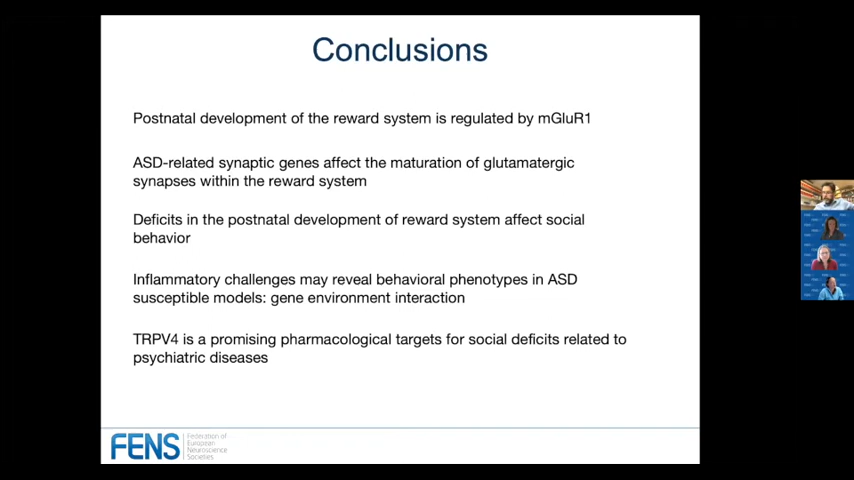 Conclusions
Postnatal development of the reward system is regulated by mGluR1
ASD-related synaptic genes affect the maturation of glutamatergic
synapses within the reward system
Deficits in the postnatal development of reward system affect social
behavior
Inflammatory challenges may reveal behavioral phenotypes in ASD
susceptible models: gene environment interaction
TRPV4 is a promising pharmacological targets for social deficits related to
psychiatric diseases
FENS
Federation of
European
Neuroscience
Societies